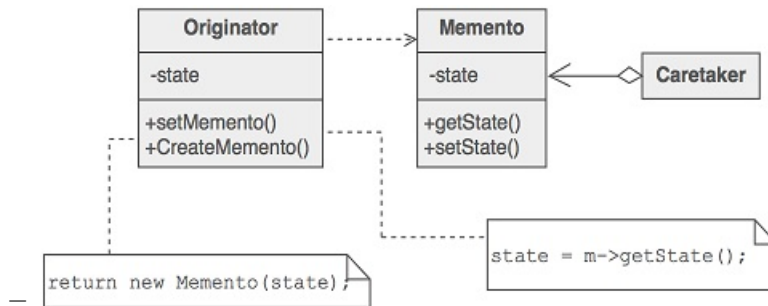 Originator
-state
+setMemento()
+CreateMemento()
Memento
-state
+getState()
+setState()
Caretaker
return new Memento(state);
state = m->getState();